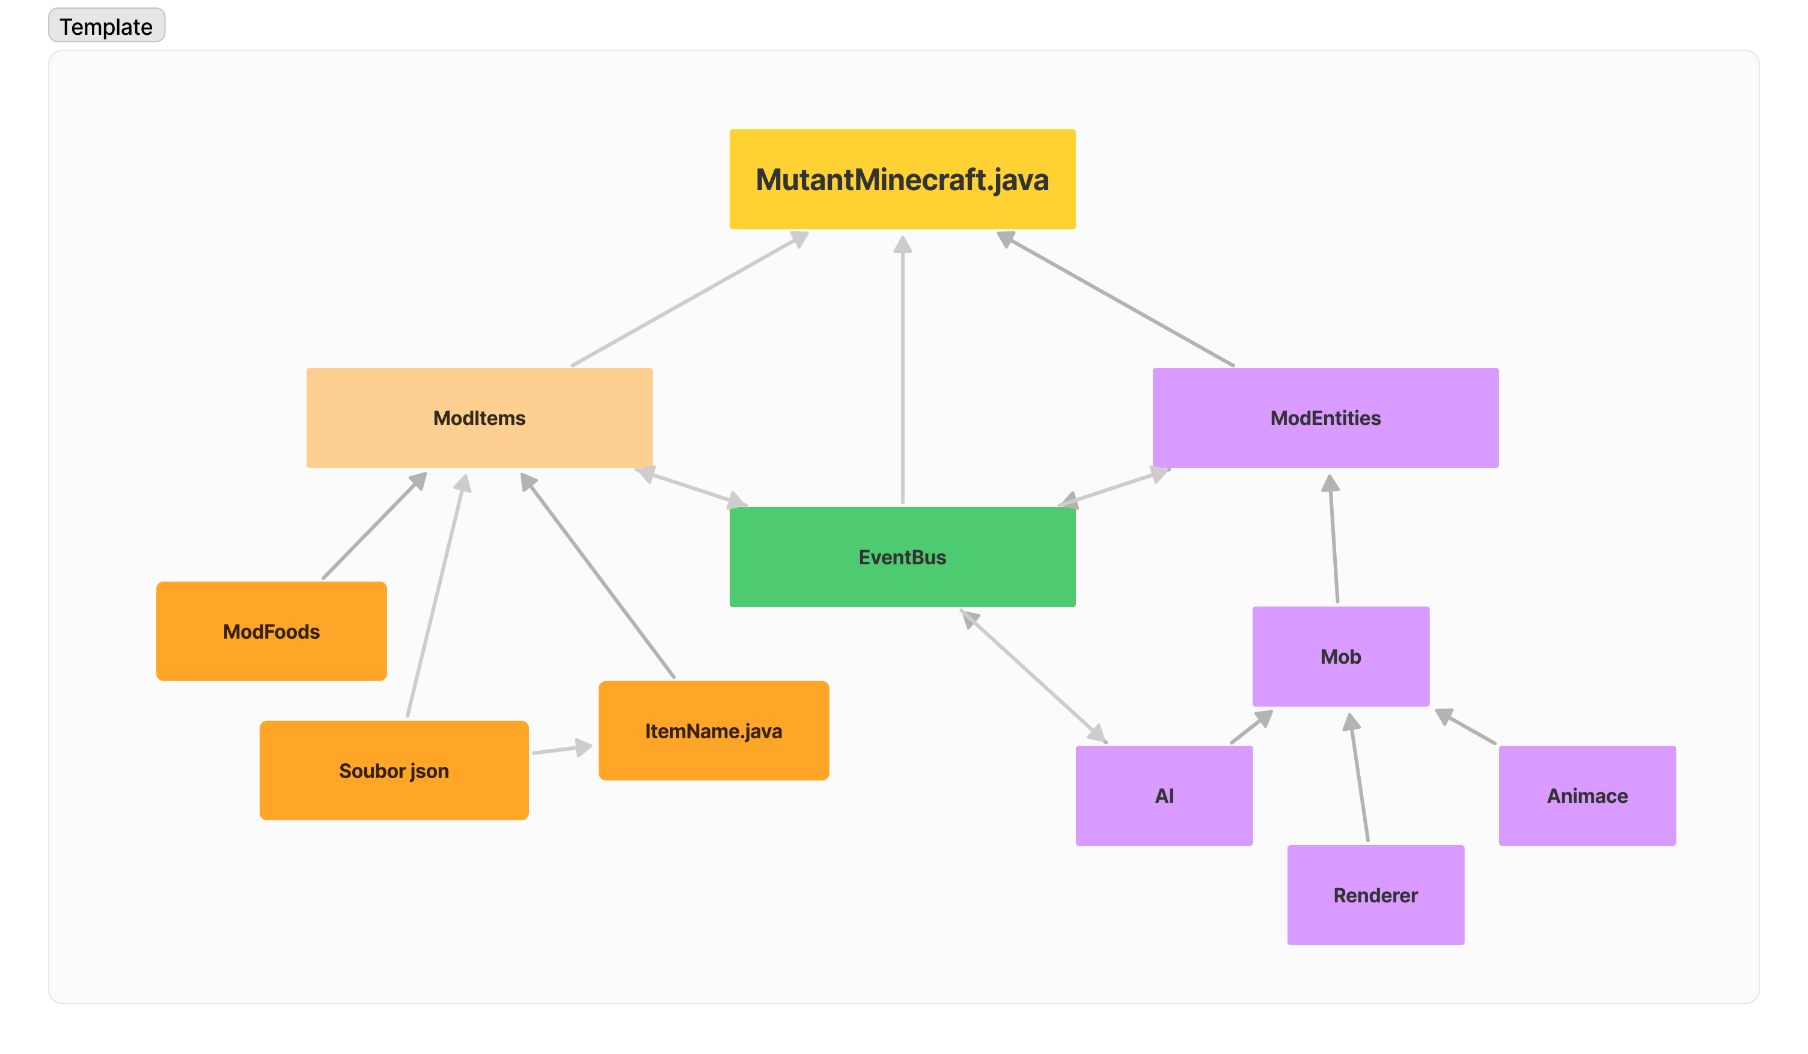 Template
MutantMinecraft.java
ModItems
ModEntities
EventBus
ModFoods
Mob
ItemName.java
Soubor json
AI
Animace
Renderer